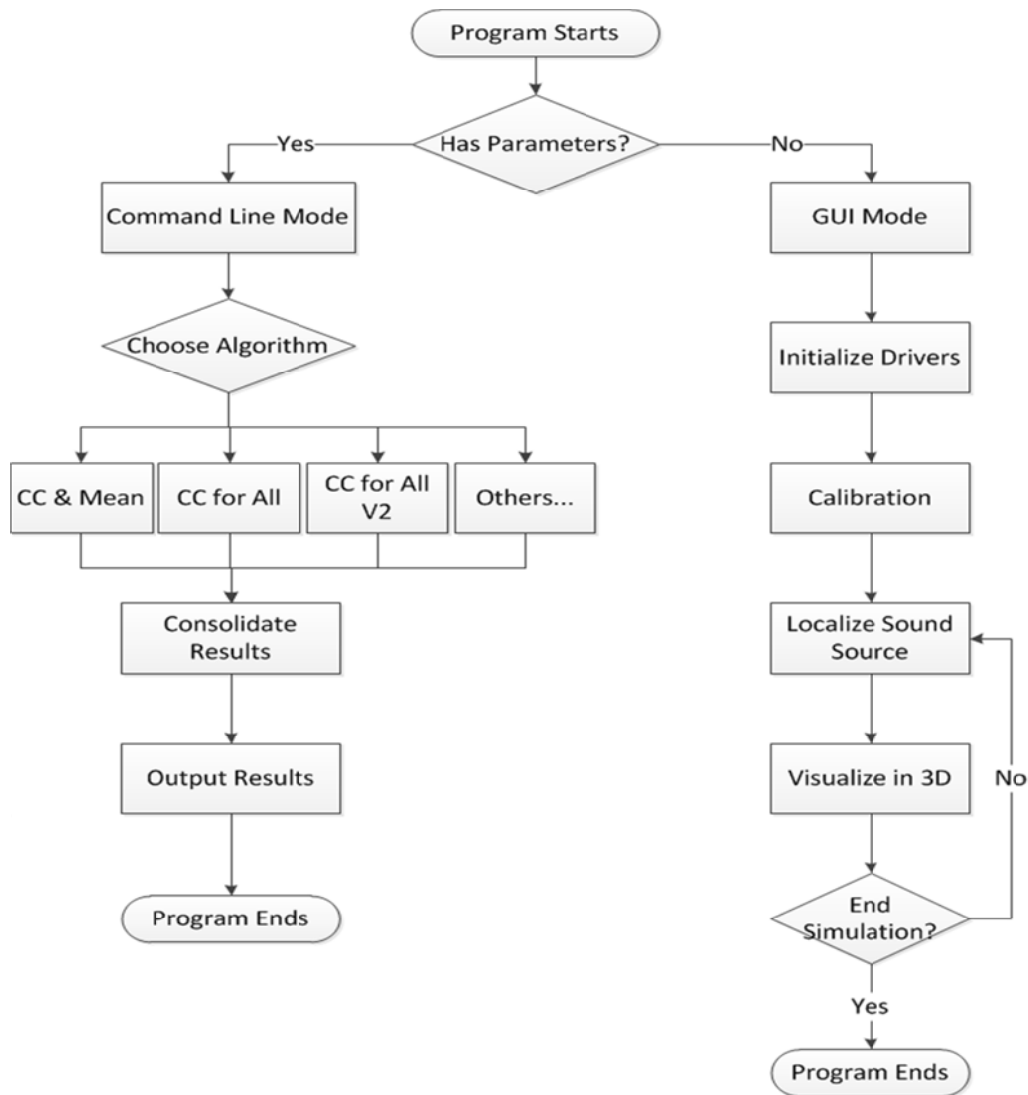 Program Starts
Has Parameters?
Yes
No
Command Line Mode
GUI Mode
Choose Algorithm
Initialize Drivers
CC & Mean
CC for All
CC for All
V2
Others...
Calibration
Consolidate
Results
Localize Sound
Source
Output Results
Visualize in 3D
No
Program Ends
End
Simulation?
Yes
Program Ends